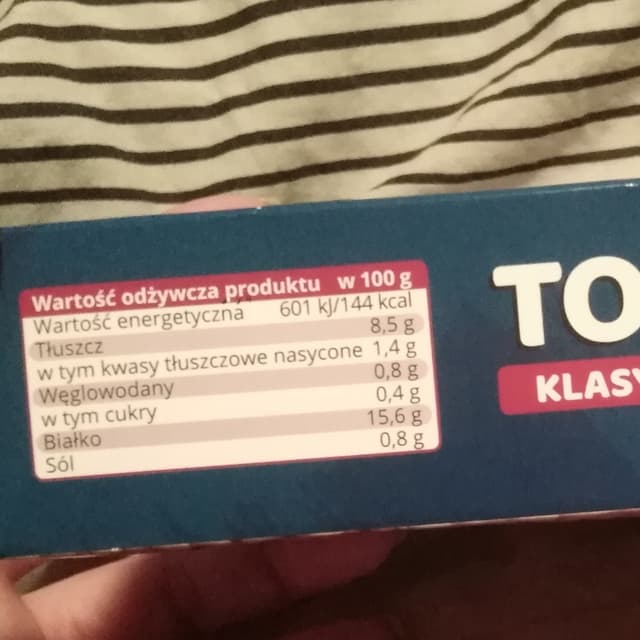 Wartość odżywcza produktu w 100 g
Wartość energetyczna 601 kJ/144 kcal
Tłuszcz 8,5 g
w tym kwasy tłuszczowe nasycone 1,4 g
Węglowodany 0,8 g
w tym cukry 0,4 g
Białko 15,6 g
Sól 0,8 g
TO
KLASY